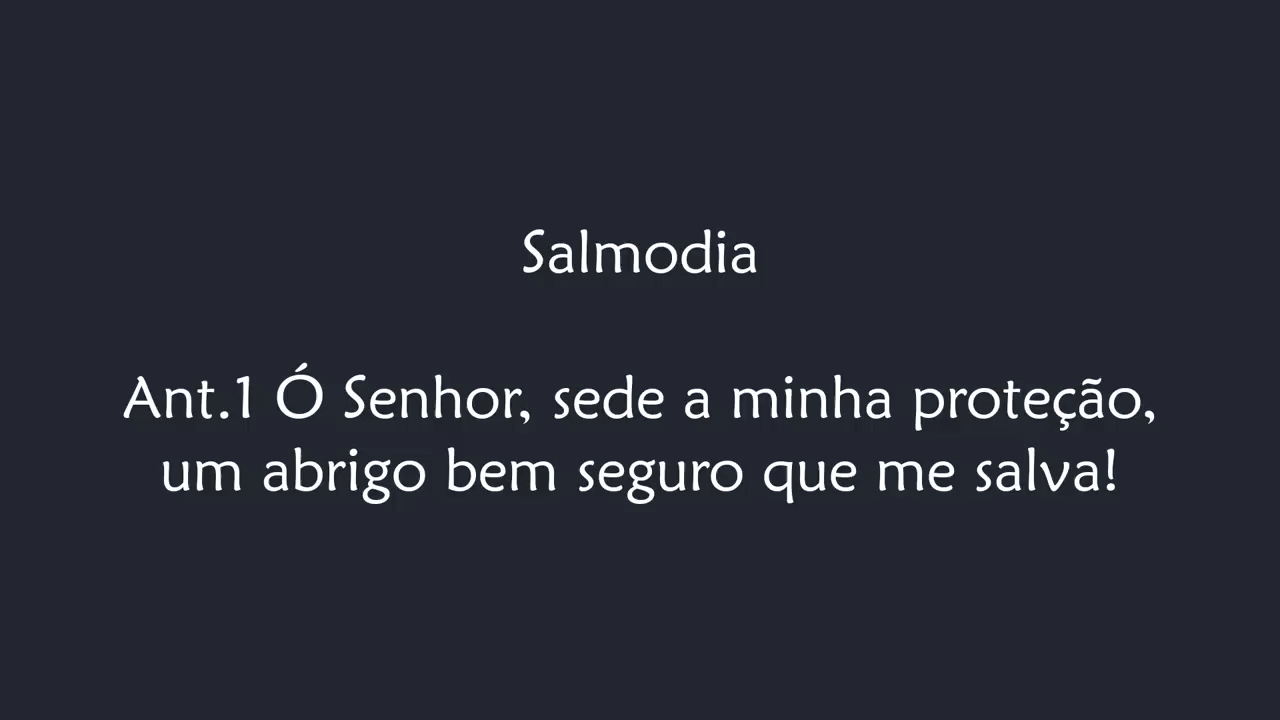 Salmodia
Ant.1 Ó Senhor, sede a minha proteção,
um abrigo bem seguro que me salva!